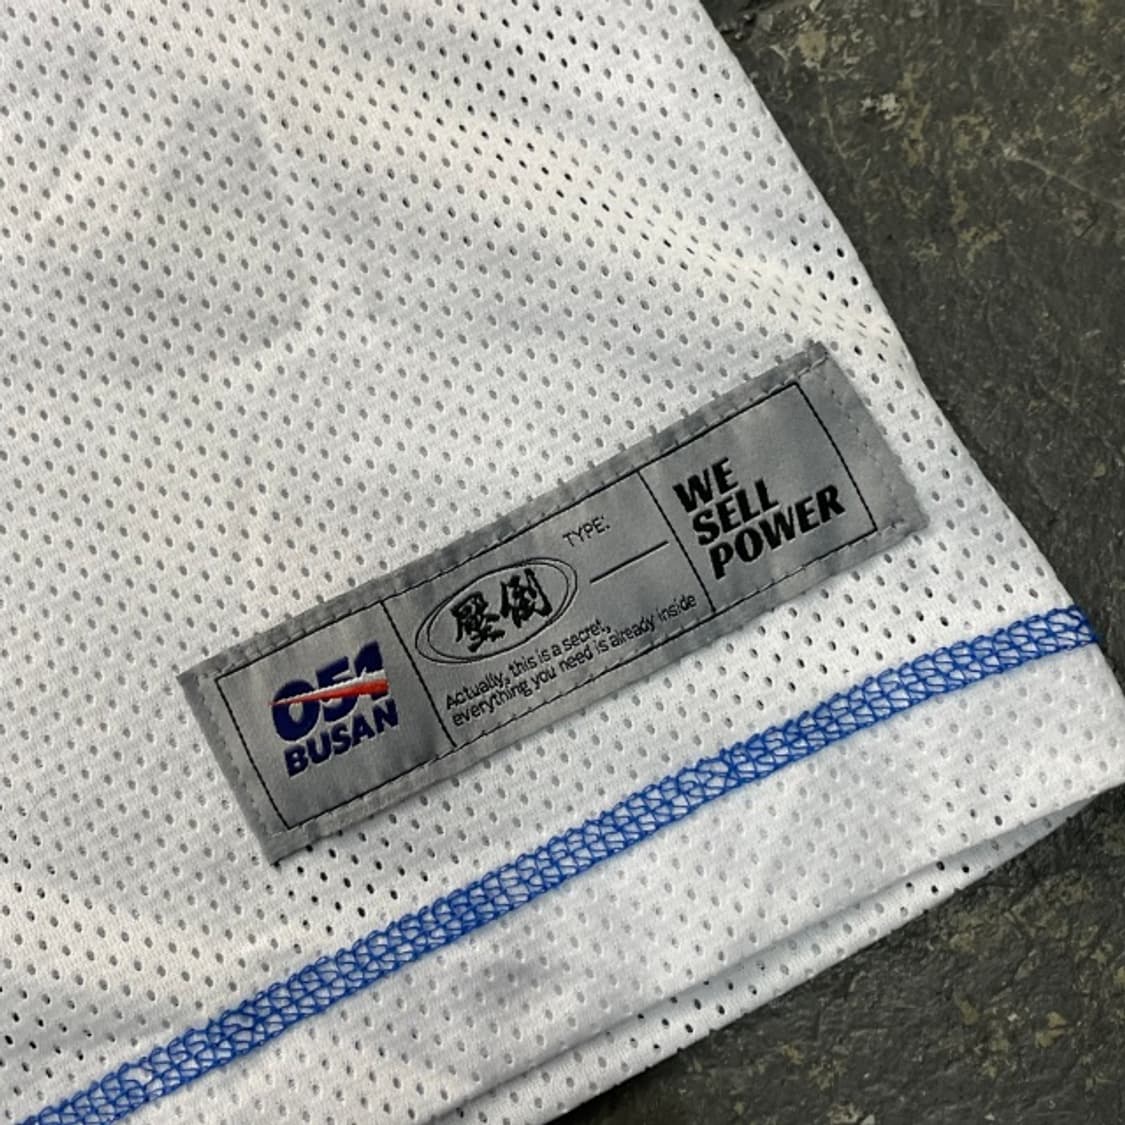 051
BUSAN
壓倒
TYPE:
Actually, this is a secret,
everything you need is already inside
WE
SELL
POWER